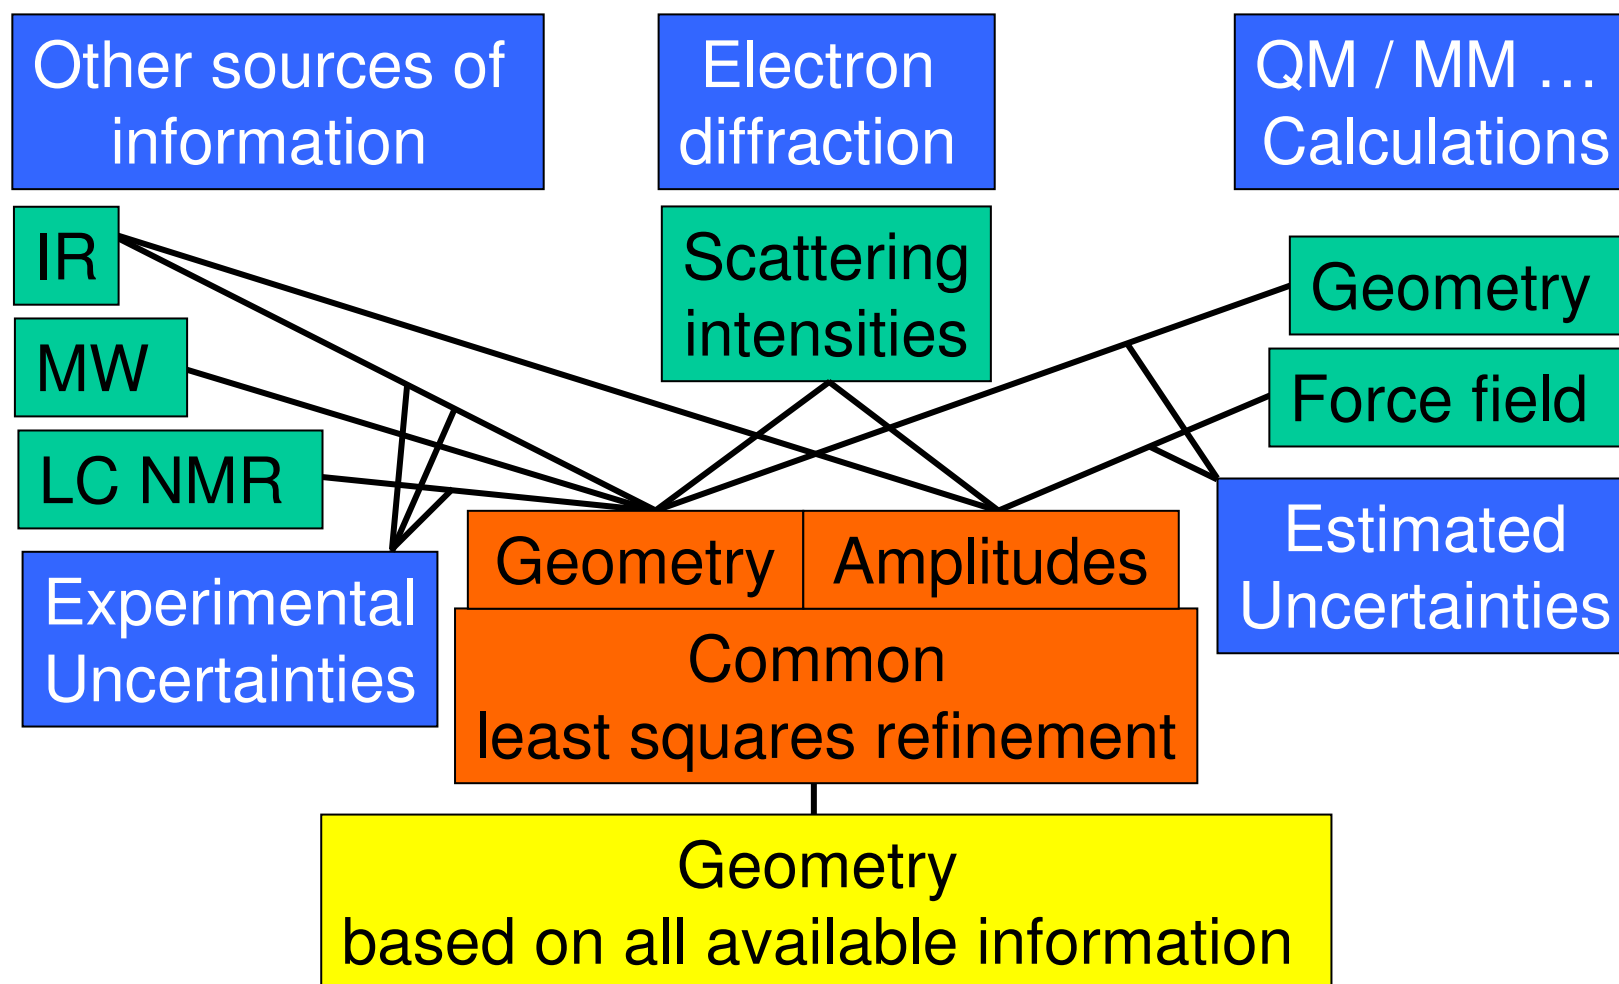 Other sources of
information
Electron
diffraction
QM / MM …
Calculations
IR
MW
LC NMR
Scattering
intensities
Geometry
Force field
Experimental
Uncertainties
Geometry
Amplitudes
Estimated
Uncertainties
Common
least squares refinement
Geometry
based on all available information